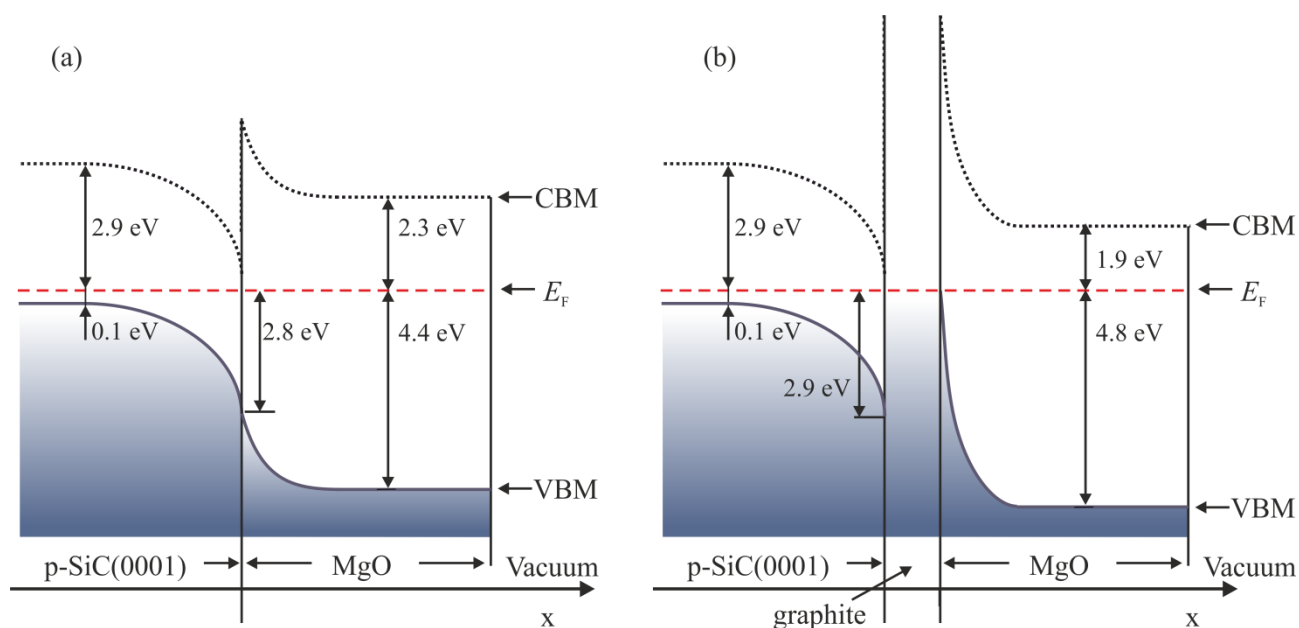 (a)
CBM
2.9 eV
2.3 eV
E_F
0.1 eV
2.8 eV
4.4 eV
VBM
p-SiC(0001)
MgO
Vacuum
x
(b)
CBM
2.9 eV
1.9 eV
E_F
0.1 eV
4.8 eV
2.9 eV
VBM
p-SiC(0001)
MgO
Vacuum
graphite
x